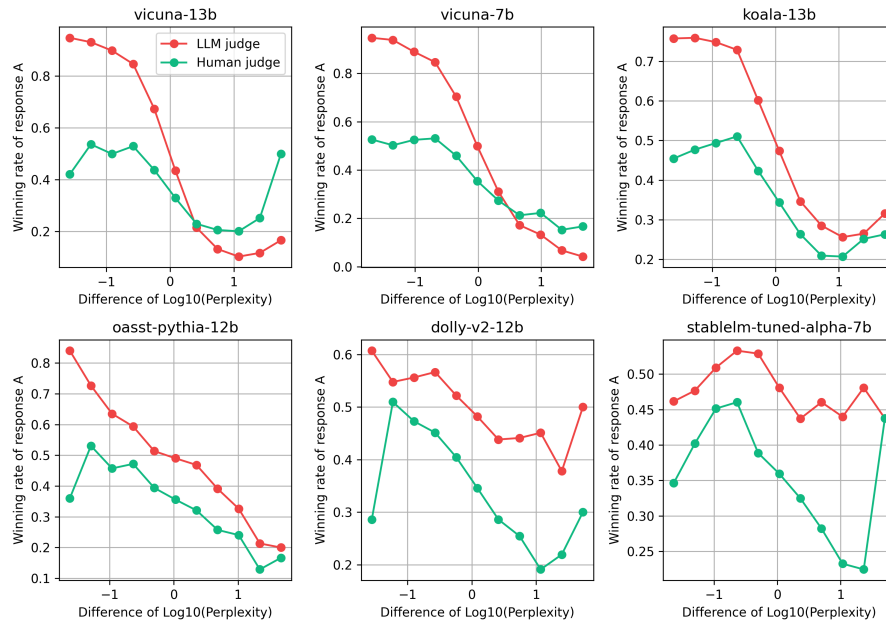 vicuna-13b
LLM judge
Human judge
Winning rate of response A
0.8
0.6
0.4
0.2
−1
0
1
Difference of Log10(Perplexity)
vicuna-7b
Winning rate of response A
0.8
0.6
0.4
0.2
0.0
−1
0
1
Difference of Log10(Perplexity)
koala-13b
Winning rate of response A
0.7
0.6
0.5
0.4
0.3
0.2
−1
0
1
Difference of Log10(Perplexity)
oasst-pythia-12b
Winning rate of response A
0.8
0.7
0.6
0.5
0.4
0.3
0.2
0.1
−1
0
1
Difference of Log10(Perplexity)
dolly-v2-12b
Winning rate of response A
0.6
0.5
0.4
0.3
0.2
−1
0
1
Difference of Log10(Perplexity)
stablelm-tuned-alpha-7b
Winning rate of response A
0.55
0.50
0.45
0.40
0.35
0.30
0.25
−1
0
1
Difference of Log10(Perplexity)